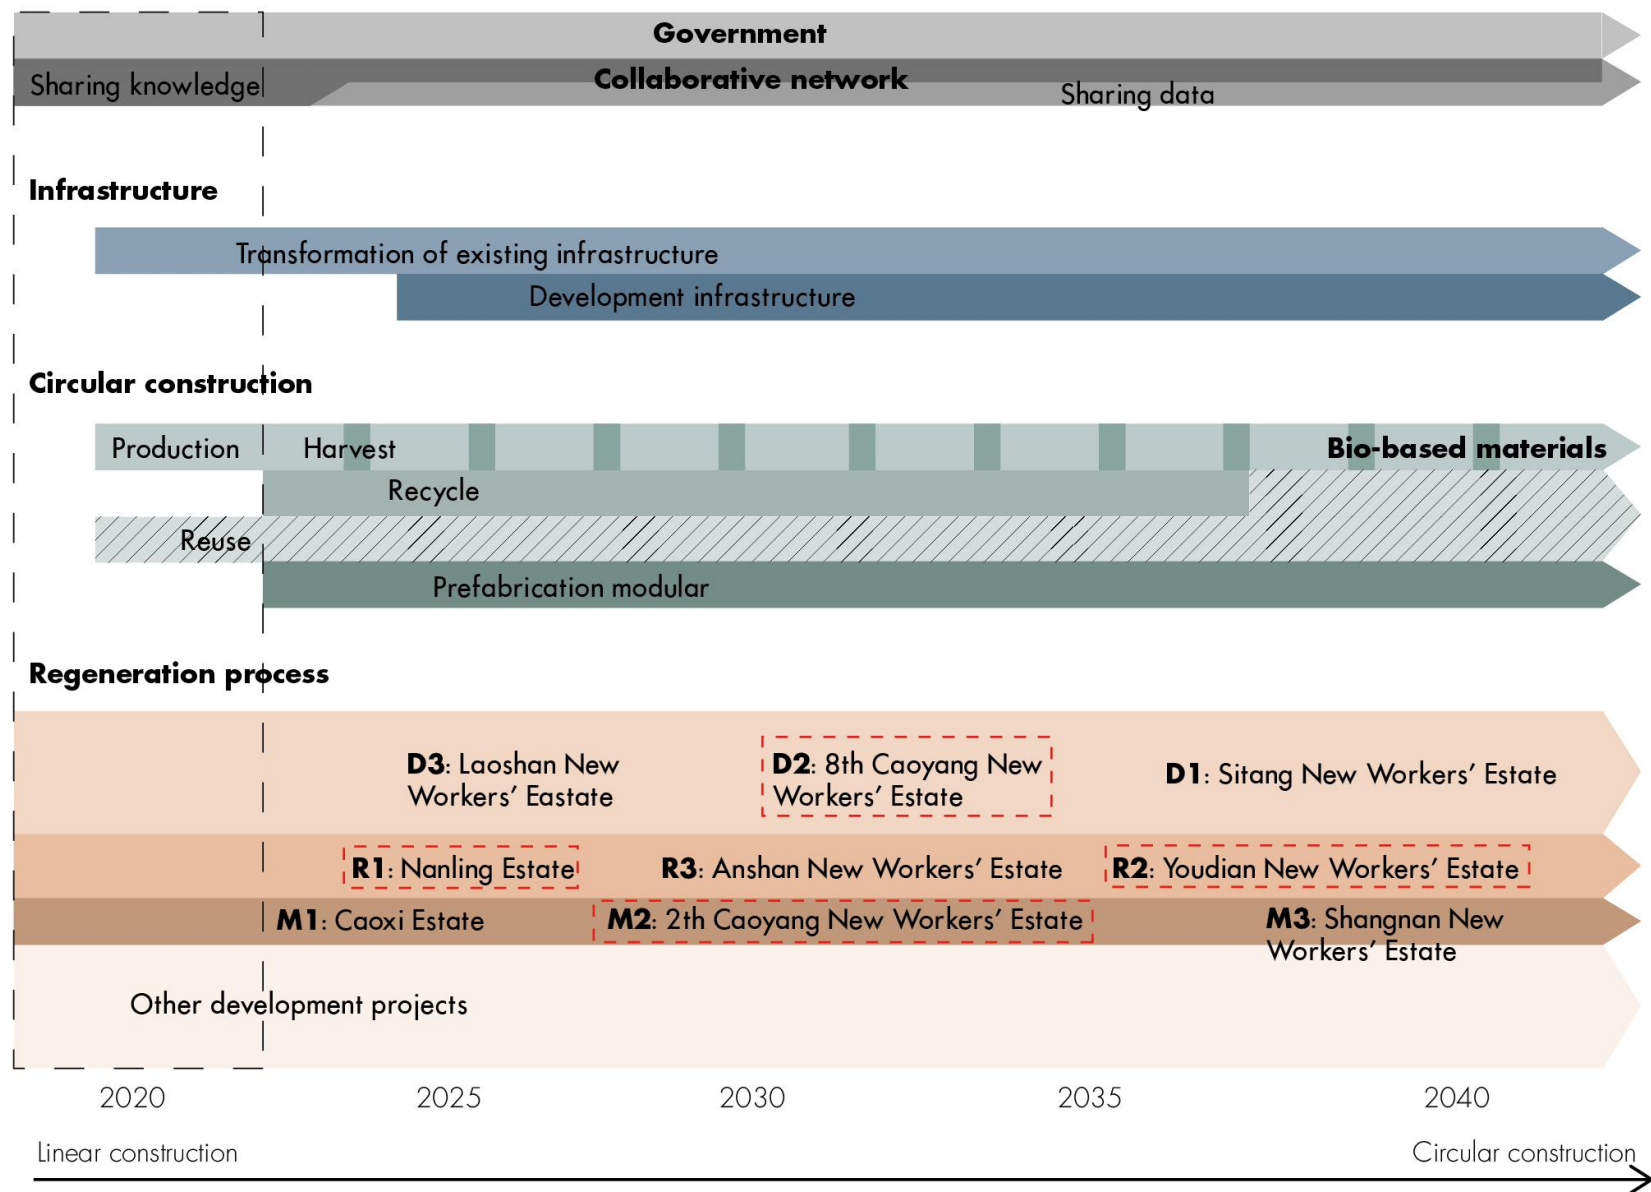 Government
Sharing knowledge
Collaborative network
Sharing data
Infrastructure
Transformation of existing infrastructure
Development infrastructure
Circular construction
Production
Harvest
Bio-based materials
Recycle
Reuse
Prefabrication modular
Regeneration process
D3: Laoshan New
Workers’ Eastate
D2: 8th Caoyang New
Workers’ Estate
D1: Sitang New Workers’ Estate
R1: Nanling Estate
R3: Anshan New Workers’ Estate
R2: Youdian New Workers’ Estate
M1: Caoxi Estate
M2: 2th Caoyang New Workers’ Estate
M3: Shangnan New
Workers’ Estate
Other development projects
2020
2025
2030
2035
2040
Linear construction
Circular construction